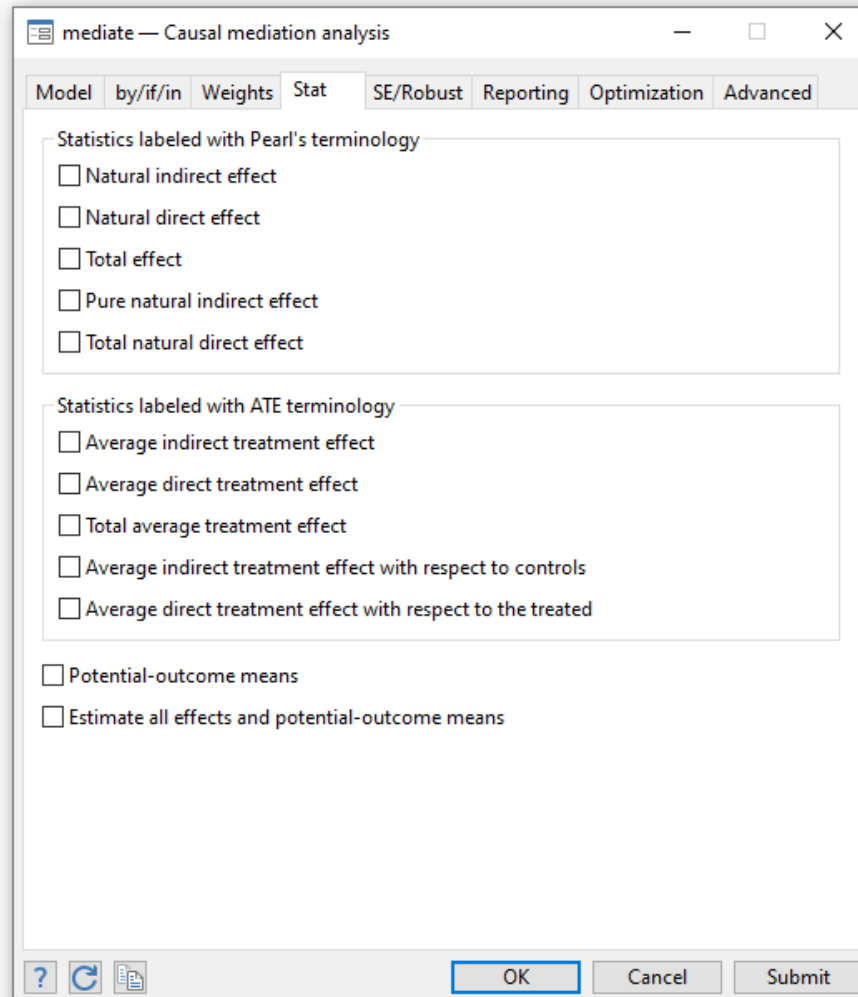 mediate — Causal mediation analysis
Model by/if/in Weights Stat SE/Robust Reporting Optimization Advanced
Statistics labeled with Pearl's terminology
Natural indirect effect
Natural direct effect
Total effect
Pure natural indirect effect
Total natural direct effect
Statistics labeled with ATE terminology
Average indirect treatment effect
Average direct treatment effect
Total average treatment effect
Average indirect treatment effect with respect to controls
Average direct treatment effect with respect to the treated
Potential-outcome means
Estimate all effects and potential-outcome means
? OK Cancel Submit